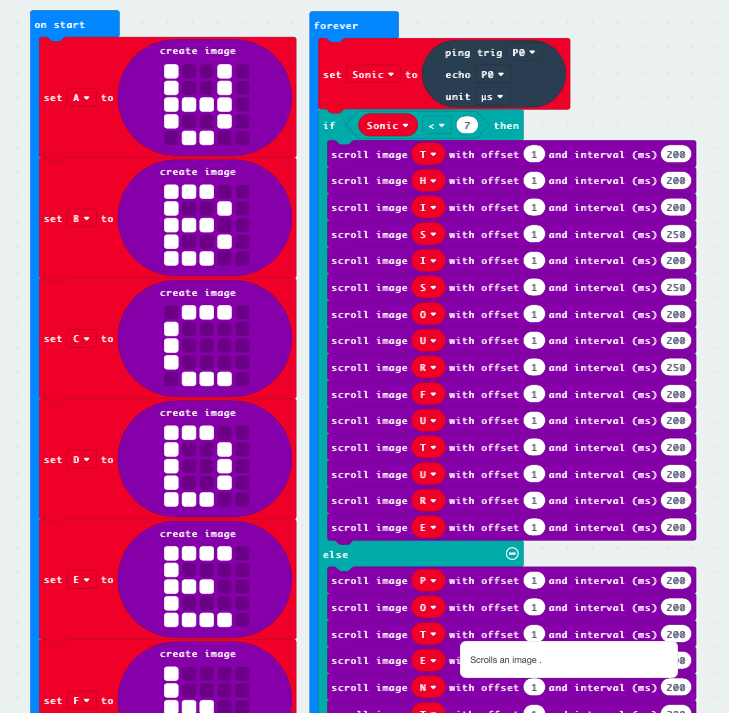 on start
create image
set A to
create image
set B to
create image
set C to
create image
set D to
create image
set E to
create image
set F to
forever
set Sonic to ping trig P0
echo P0
unit µs
if Sonic < 7 then
scroll image T with offset 1 and interval (ms) 200
scroll image H with offset 1 and interval (ms) 200
scroll image I with offset 1 and interval (ms) 200
scroll image S with offset 1 and interval (ms) 250
scroll image I with offset 1 and interval (ms) 200
scroll image S with offset 1 and interval (ms) 250
scroll image O with offset 1 and interval (ms) 200
scroll image U with offset 1 and interval (ms) 200
scroll image R with offset 1 and interval (ms) 250
scroll image F with offset 1 and interval (ms) 200
scroll image U with offset 1 and interval (ms) 200
scroll image T with offset 1 and interval (ms) 200
scroll image U with offset 1 and interval (ms) 200
scroll image R with offset 1 and interval (ms) 200
scroll image E with offset 1 and interval (ms) 200
else
scroll image P with offset 1 and interval (ms) 200
scroll image O with offset 1 and interval (ms) 200
scroll image T with offset 1 and interval (ms) 200
scroll image E
Scrolls an image .
scroll image N with offset 1 and interval (ms) 200